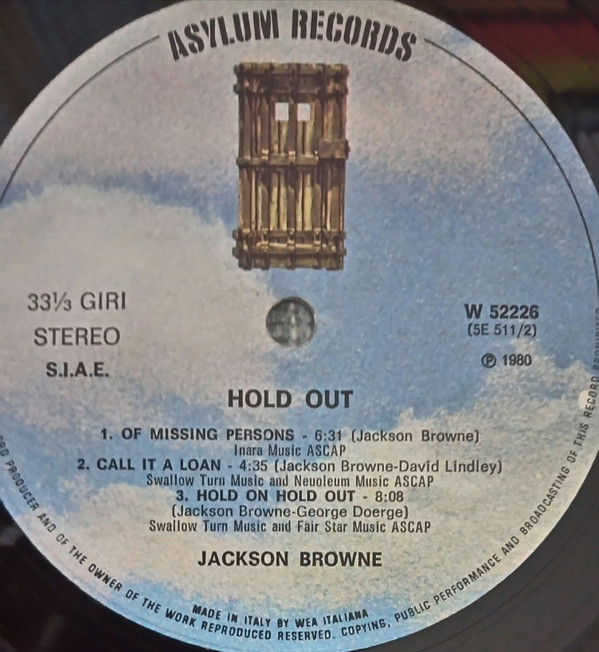 ASYLUM RECORDS
33⅓ GIRI
STEREO
S.I.A.E.
W 52226
(5E 511/2)
℗ 1980
HOLD OUT
1. OF MISSING PERSONS - 6:31 (Jackson Browne)
Inara Music ASCAP
2. CALL IT A LOAN - 4:35 (Jackson Browne-David Lindley)
Swallow Turn Music and Neuoleum Music ASCAP
3. HOLD ON HOLD OUT - 8:08
(Jackson Browne-George Doerge)
Swallow Turn Music and Fair Star Music ASCAP
JACKSON BROWNE
MADE IN ITALY BY WEA ITALIANA
PRODUCER AND OF THE OWNER OF THE WORK REPRODUCED RESERVED. COPYING, PUBLIC PERFORMANCE AND BROADCASTING OF THIS RECORD